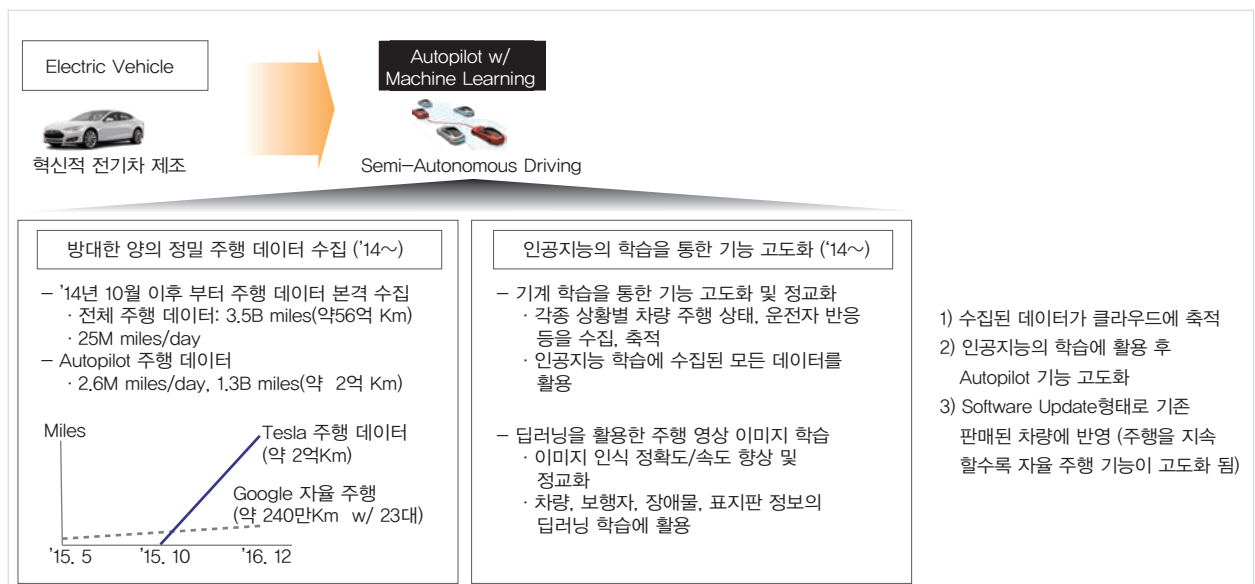 Electric Vehicle
혁신적 전기차 제조
Autopilot w/
Machine Learning
Semi-Autonomous Driving
방대한 양의 정밀 주행 데이터 수집 ('14~)
- '14년 10월 이후 부터 주행 데이터 본격 수집
· 전체 주행 데이터: 3.5B miles(약56억 Km)
· 25M miles/day
- Autopilot 주행 데이터
· 2.6M miles/day, 1.3B miles(약 2억 Km)
Miles
Tesla 주행 데이터
(약 2억Km)
Google 자율 주행
(약 240만Km w/ 23대)
'15. 5
'15. 10
'16. 12
인공지능의 학습을 통한 기능 고도화 ('14~)
- 기계 학습을 통한 기능 고도화 및 정교화
· 각종 상황별 차량 주행 상태, 운전자 반응
등을 수집, 축적
· 인공지능 학습에 수집된 모든 데이터를
활용
- 딥러닝을 활용한 주행 영상 이미지 학습
· 이미지 인식 정확도/속도 향상 및
정교화
· 차량, 보행자, 장애물, 표지판 정보의
딥러닝 학습에 활용
1) 수집된 데이터가 클라우드에 축적
2) 인공지능의 학습에 활용 후
Autopilot 기능 고도화
3) Software Update형태로 기존
판매된 차량에 반영 (주행을 지속
할수록 자율 주행 기능이 고도화 됨)